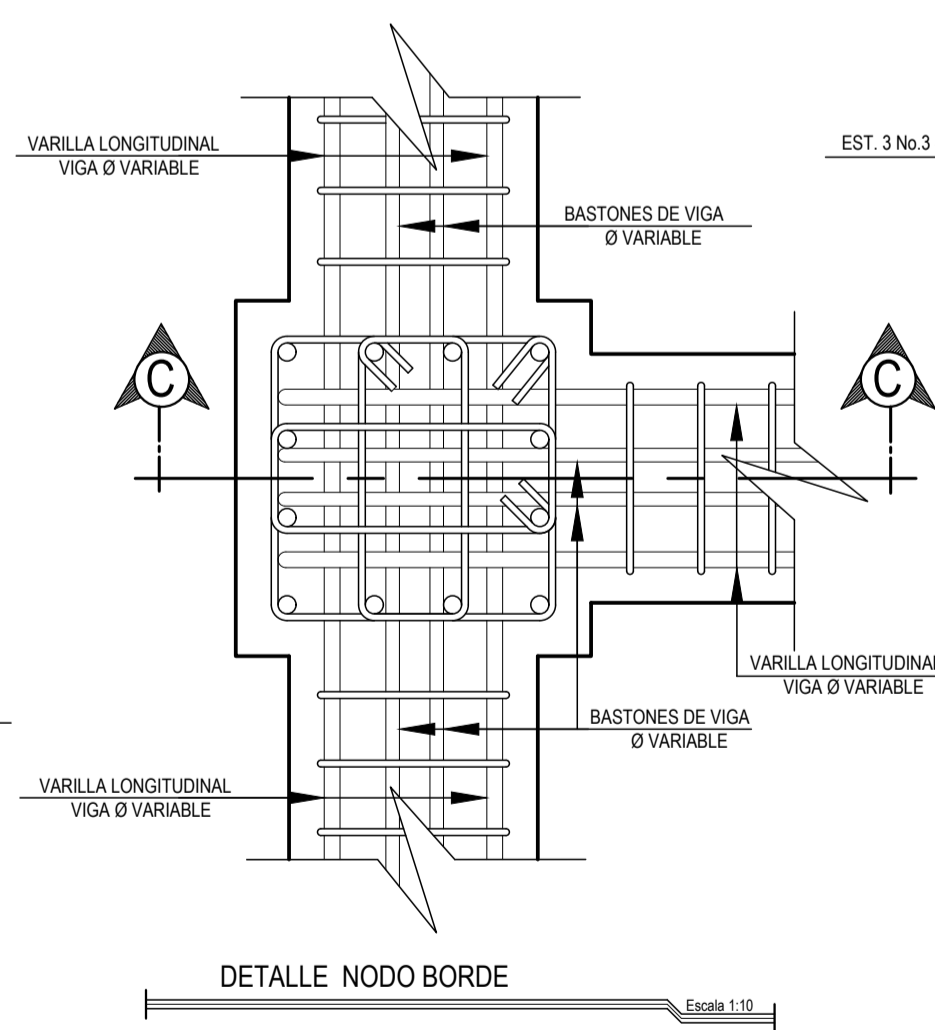 VARILLA LONGITUDINAL
VIGA Ø VARIABLE
EST. 3 No.3
BASTONES DE VIGA
Ø VARIABLE
C
C
VARILLA LONGITUDINAL
VIGA Ø VARIABLE
BASTONES DE VIGA
Ø VARIABLE
VARILLA LONGITUDINAL
VIGA Ø VARIABLE
DETALLE NODO BORDE
Escala 1:10